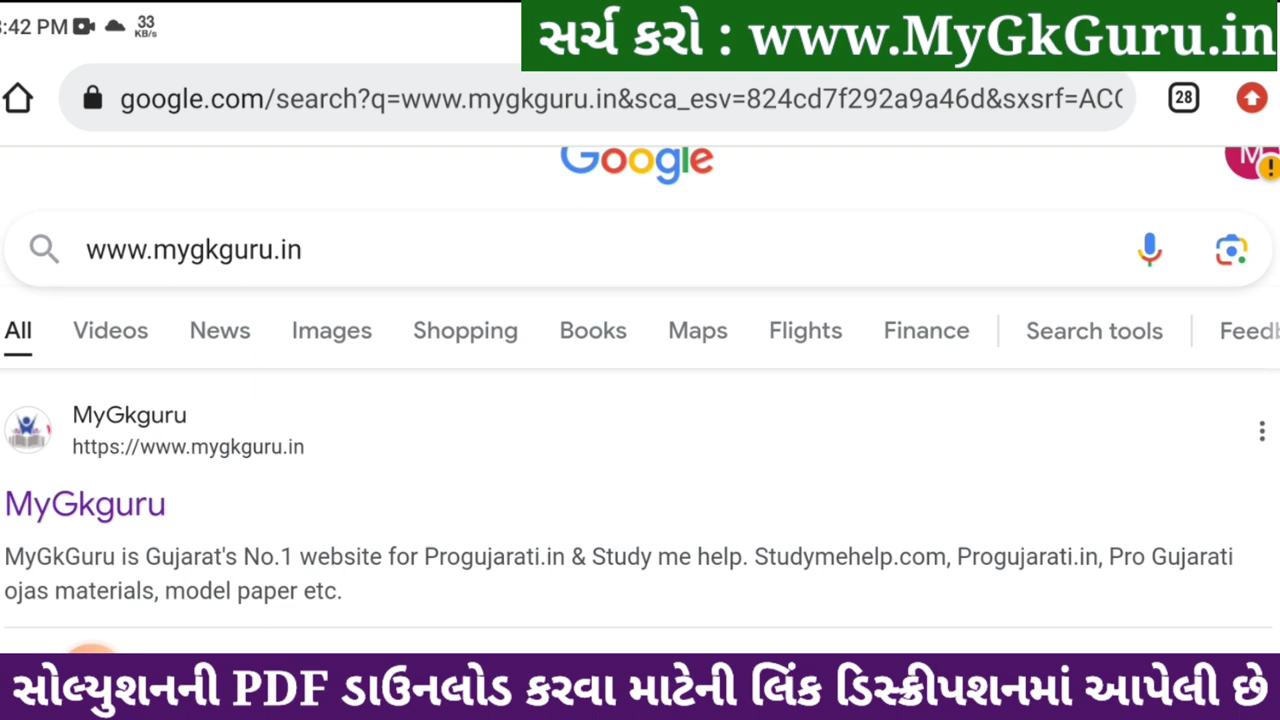 :42 PM 33 KB/s
સર્ચ કરો : www.MyGkGuru.in
google.com/search?q=www.mygkguru.in&sca_esv=824cd7f292a9a46d&sxsrf=AC
28
Google
M !
www.mygkguru.in
All Videos News Images Shopping Books Maps Flights Finance Search tools Feedb
MyGkguru
https://www.mygkguru.in
MyGkguru
MyGkGuru is Gujarat's No.1 website for Progujarati.in & Study me help. Studymehelp.com, Progujarati.in, Pro Gujarati
ojas materials, model paper etc.
સોલ્યુશનની PDF ડાઉનલોડ કરવા માટેની લિંક ડિસ્ક્રીપશનમાં આપેલી છે